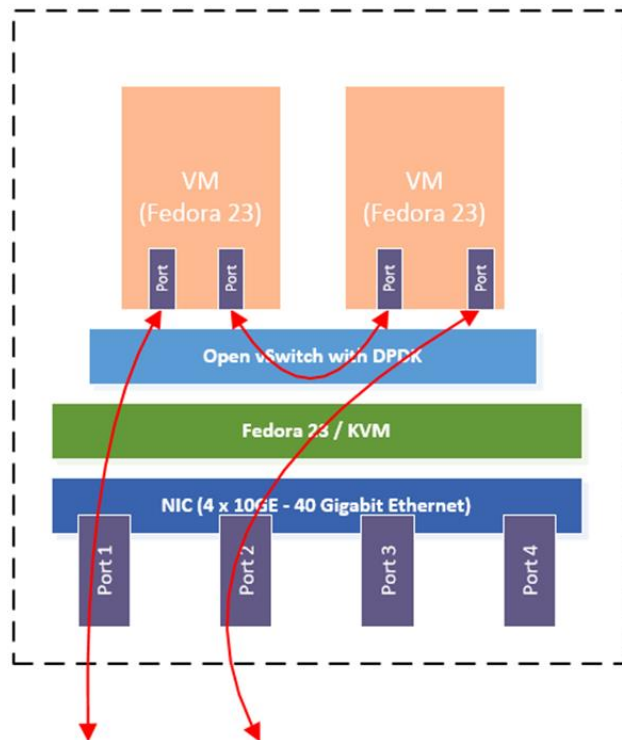 VM
(Fedora 23)
VM
(Fedora 23)
Port
Port
Port
Port
Open vSwitch with DPDK
Fedora 23 / KVM
NIC (4 x 10GE - 40 Gigabit Ethernet)
Port 1
Port 2
Port 3
Port 4